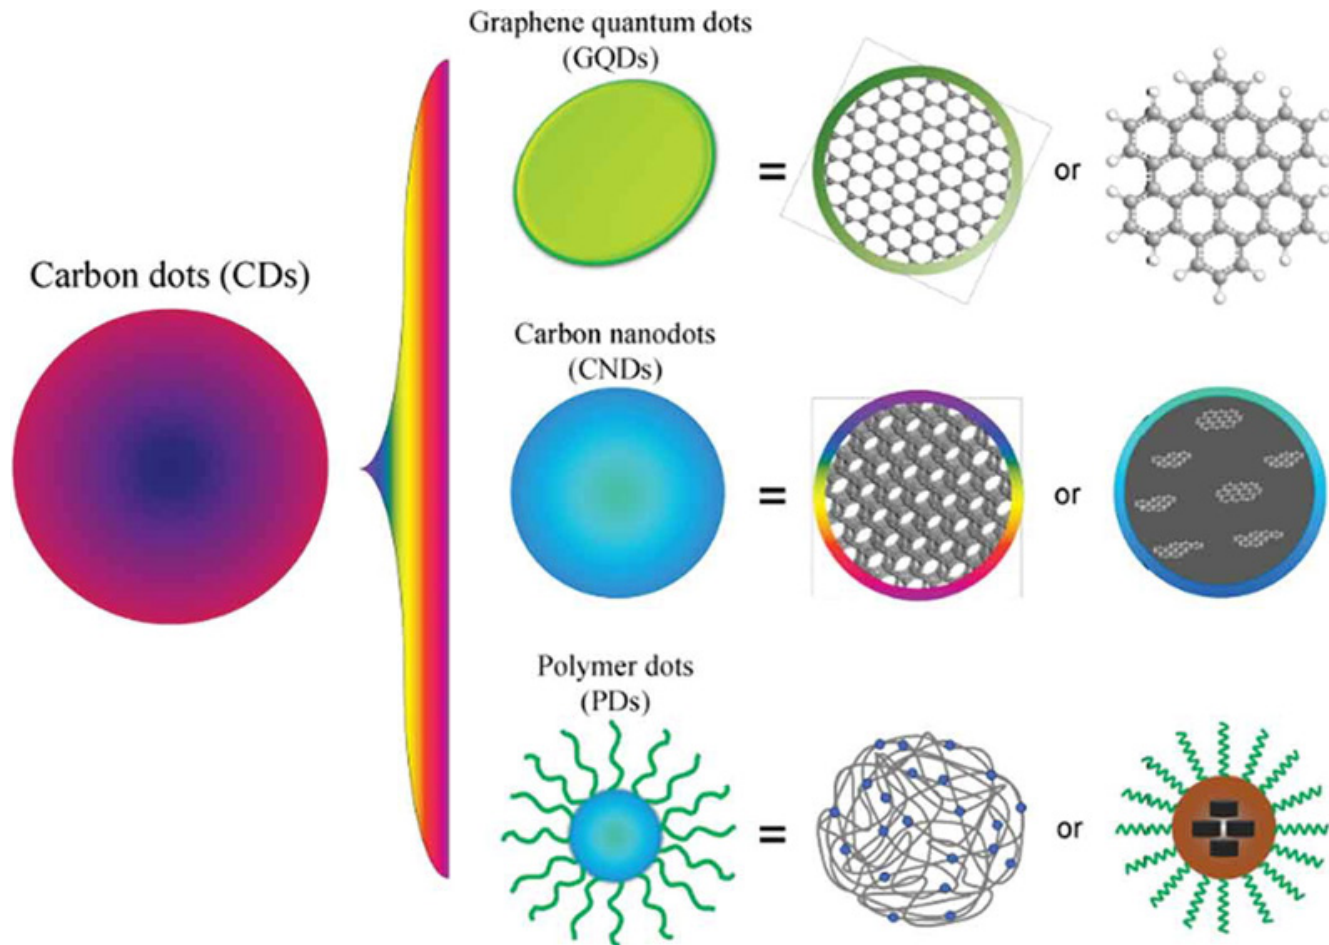 Graphene quantum dots
(GQDs)
=
or
Carbon dots (CDs)
Carbon nanodots
(CNDs)
=
or
Polymer dots
(PDs)
=
or